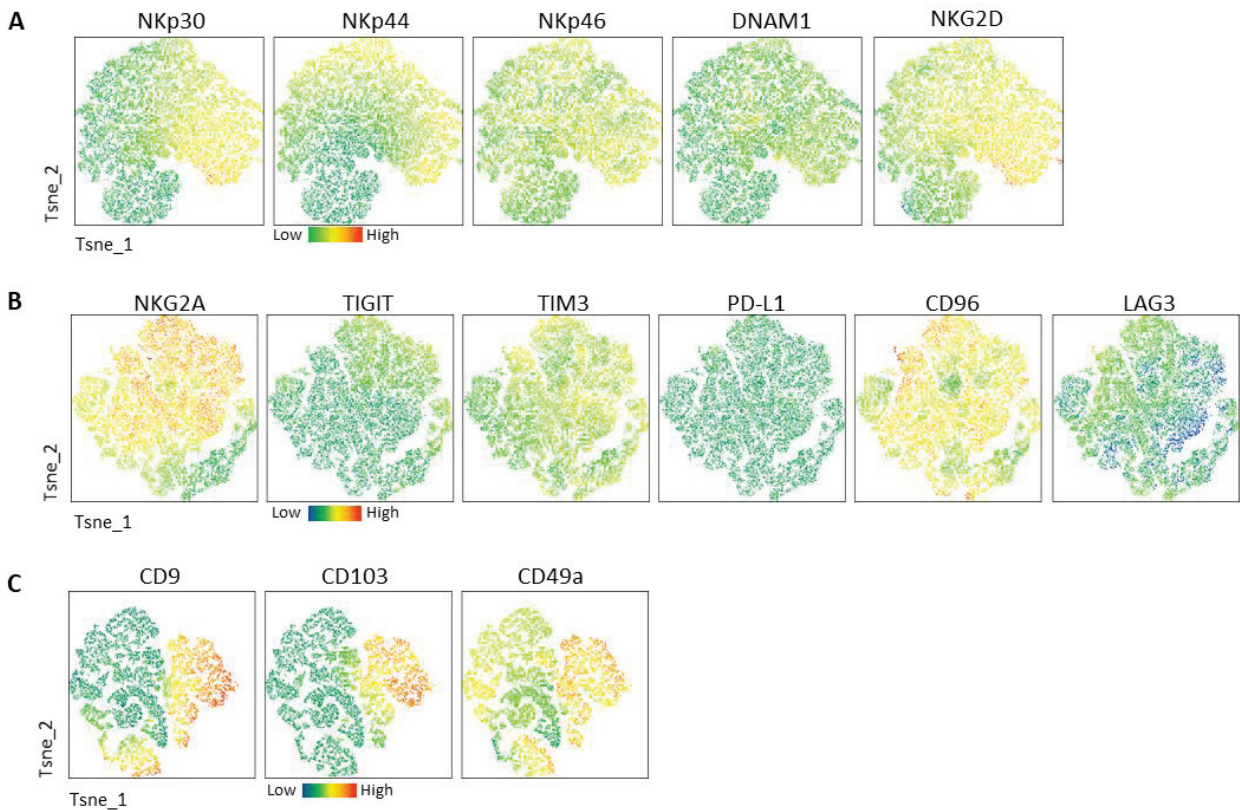 A
NKp30 NKp44 NKp46 DNAM1 NKG2D
Tsne_2
Low High
Tsne_1
B
NKG2A TIGIT TIM3 PD-L1 CD96 LAG3
Tsne_2
Low High
Tsne_1
C
CD9 CD103 CD49a
Tsne_2
Low High
Tsne_1